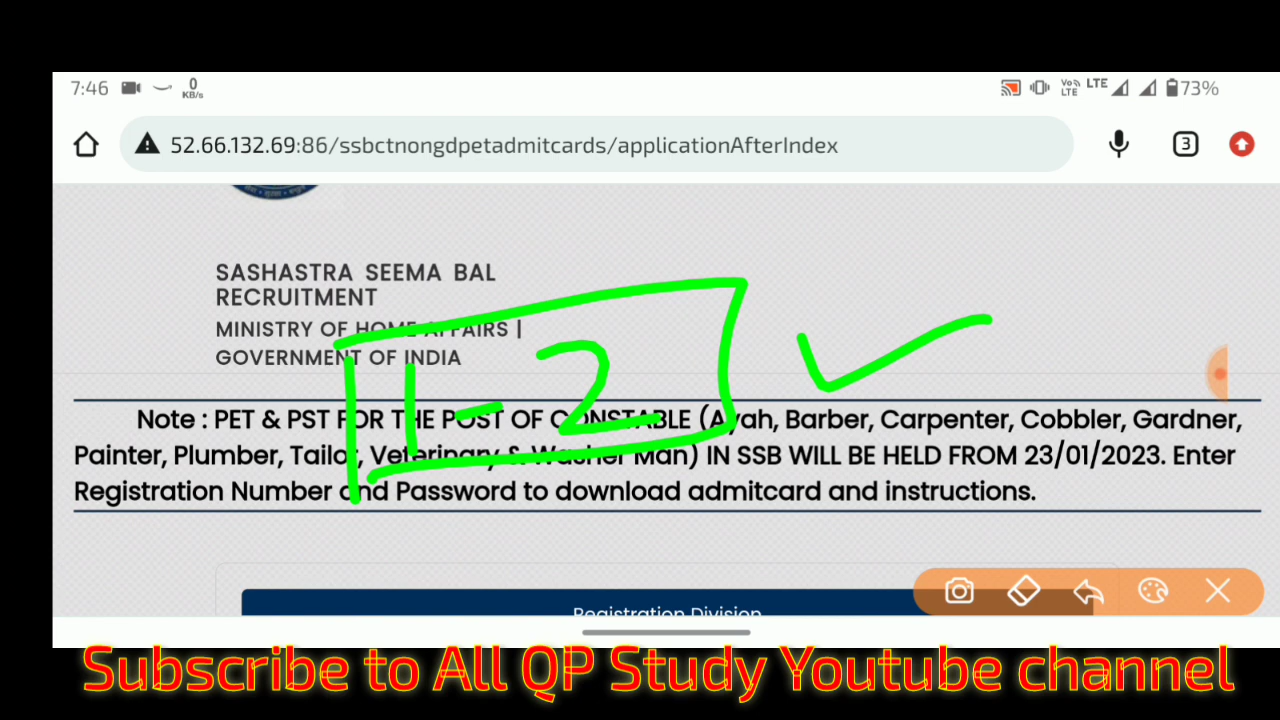 7:46 0 KB/s Vo) LTE LTE 73%
52.66.132.69:86/ssbctnongdpetadmitcards/applicationAfterIndex 3
SASHASTRA SEEMA BAL
RECRUITMENT
MINISTRY OF HOME AFFAIRS |
GOVERNMENT OF INDIA
1-2
Note : PET & PST FOR THE POST OF CONSTABLE (Ayah, Barber, Carpenter, Cobbler, Gardner,
Painter, Plumber, Tailor, Veterinary & Washer Man) IN SSB WILL BE HELD FROM 23/01/2023. Enter
Registration Number and Password to download admitcard and instructions.
Registration Division
Subscribe to All QP Study Youtube channel